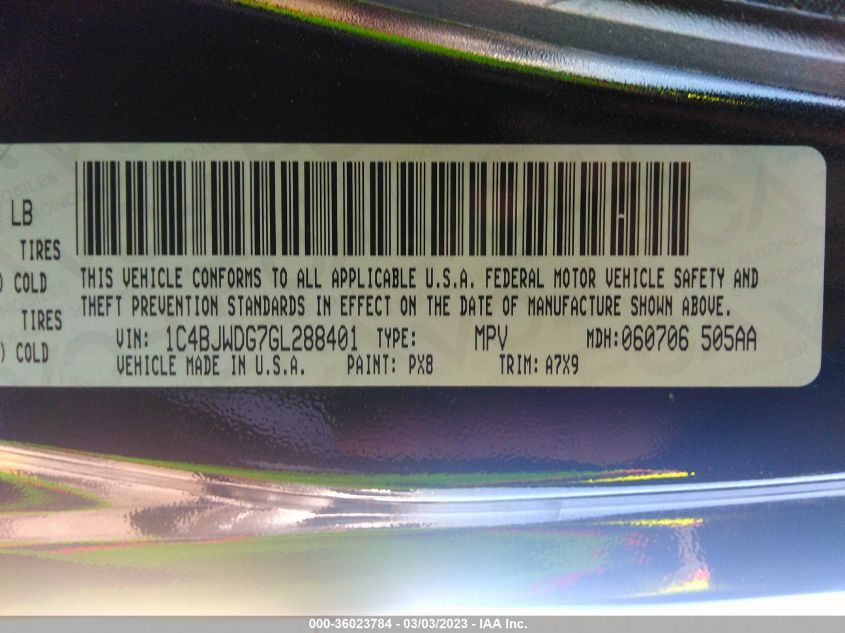 LB
TIRES
) COLD
TIRES
) COLD
THIS VEHICLE CONFORMS TO ALL APPLICABLE U.S.A. FEDERAL MOTOR VEHICLE SAFETY AND
THEFT PREVENTION STANDARDS IN EFFECT ON THE DATE OF MANUFACTURE SHOWN ABOVE.
VIN: 1C4BJWDG7GL288401 TYPE: MPV MDH:060706 505AA
VEHICLE MADE IN U.S.A. PAINT: PX8 TRIM: A7X9
000-36023784 - 03/03/2023 - IAA Inc.